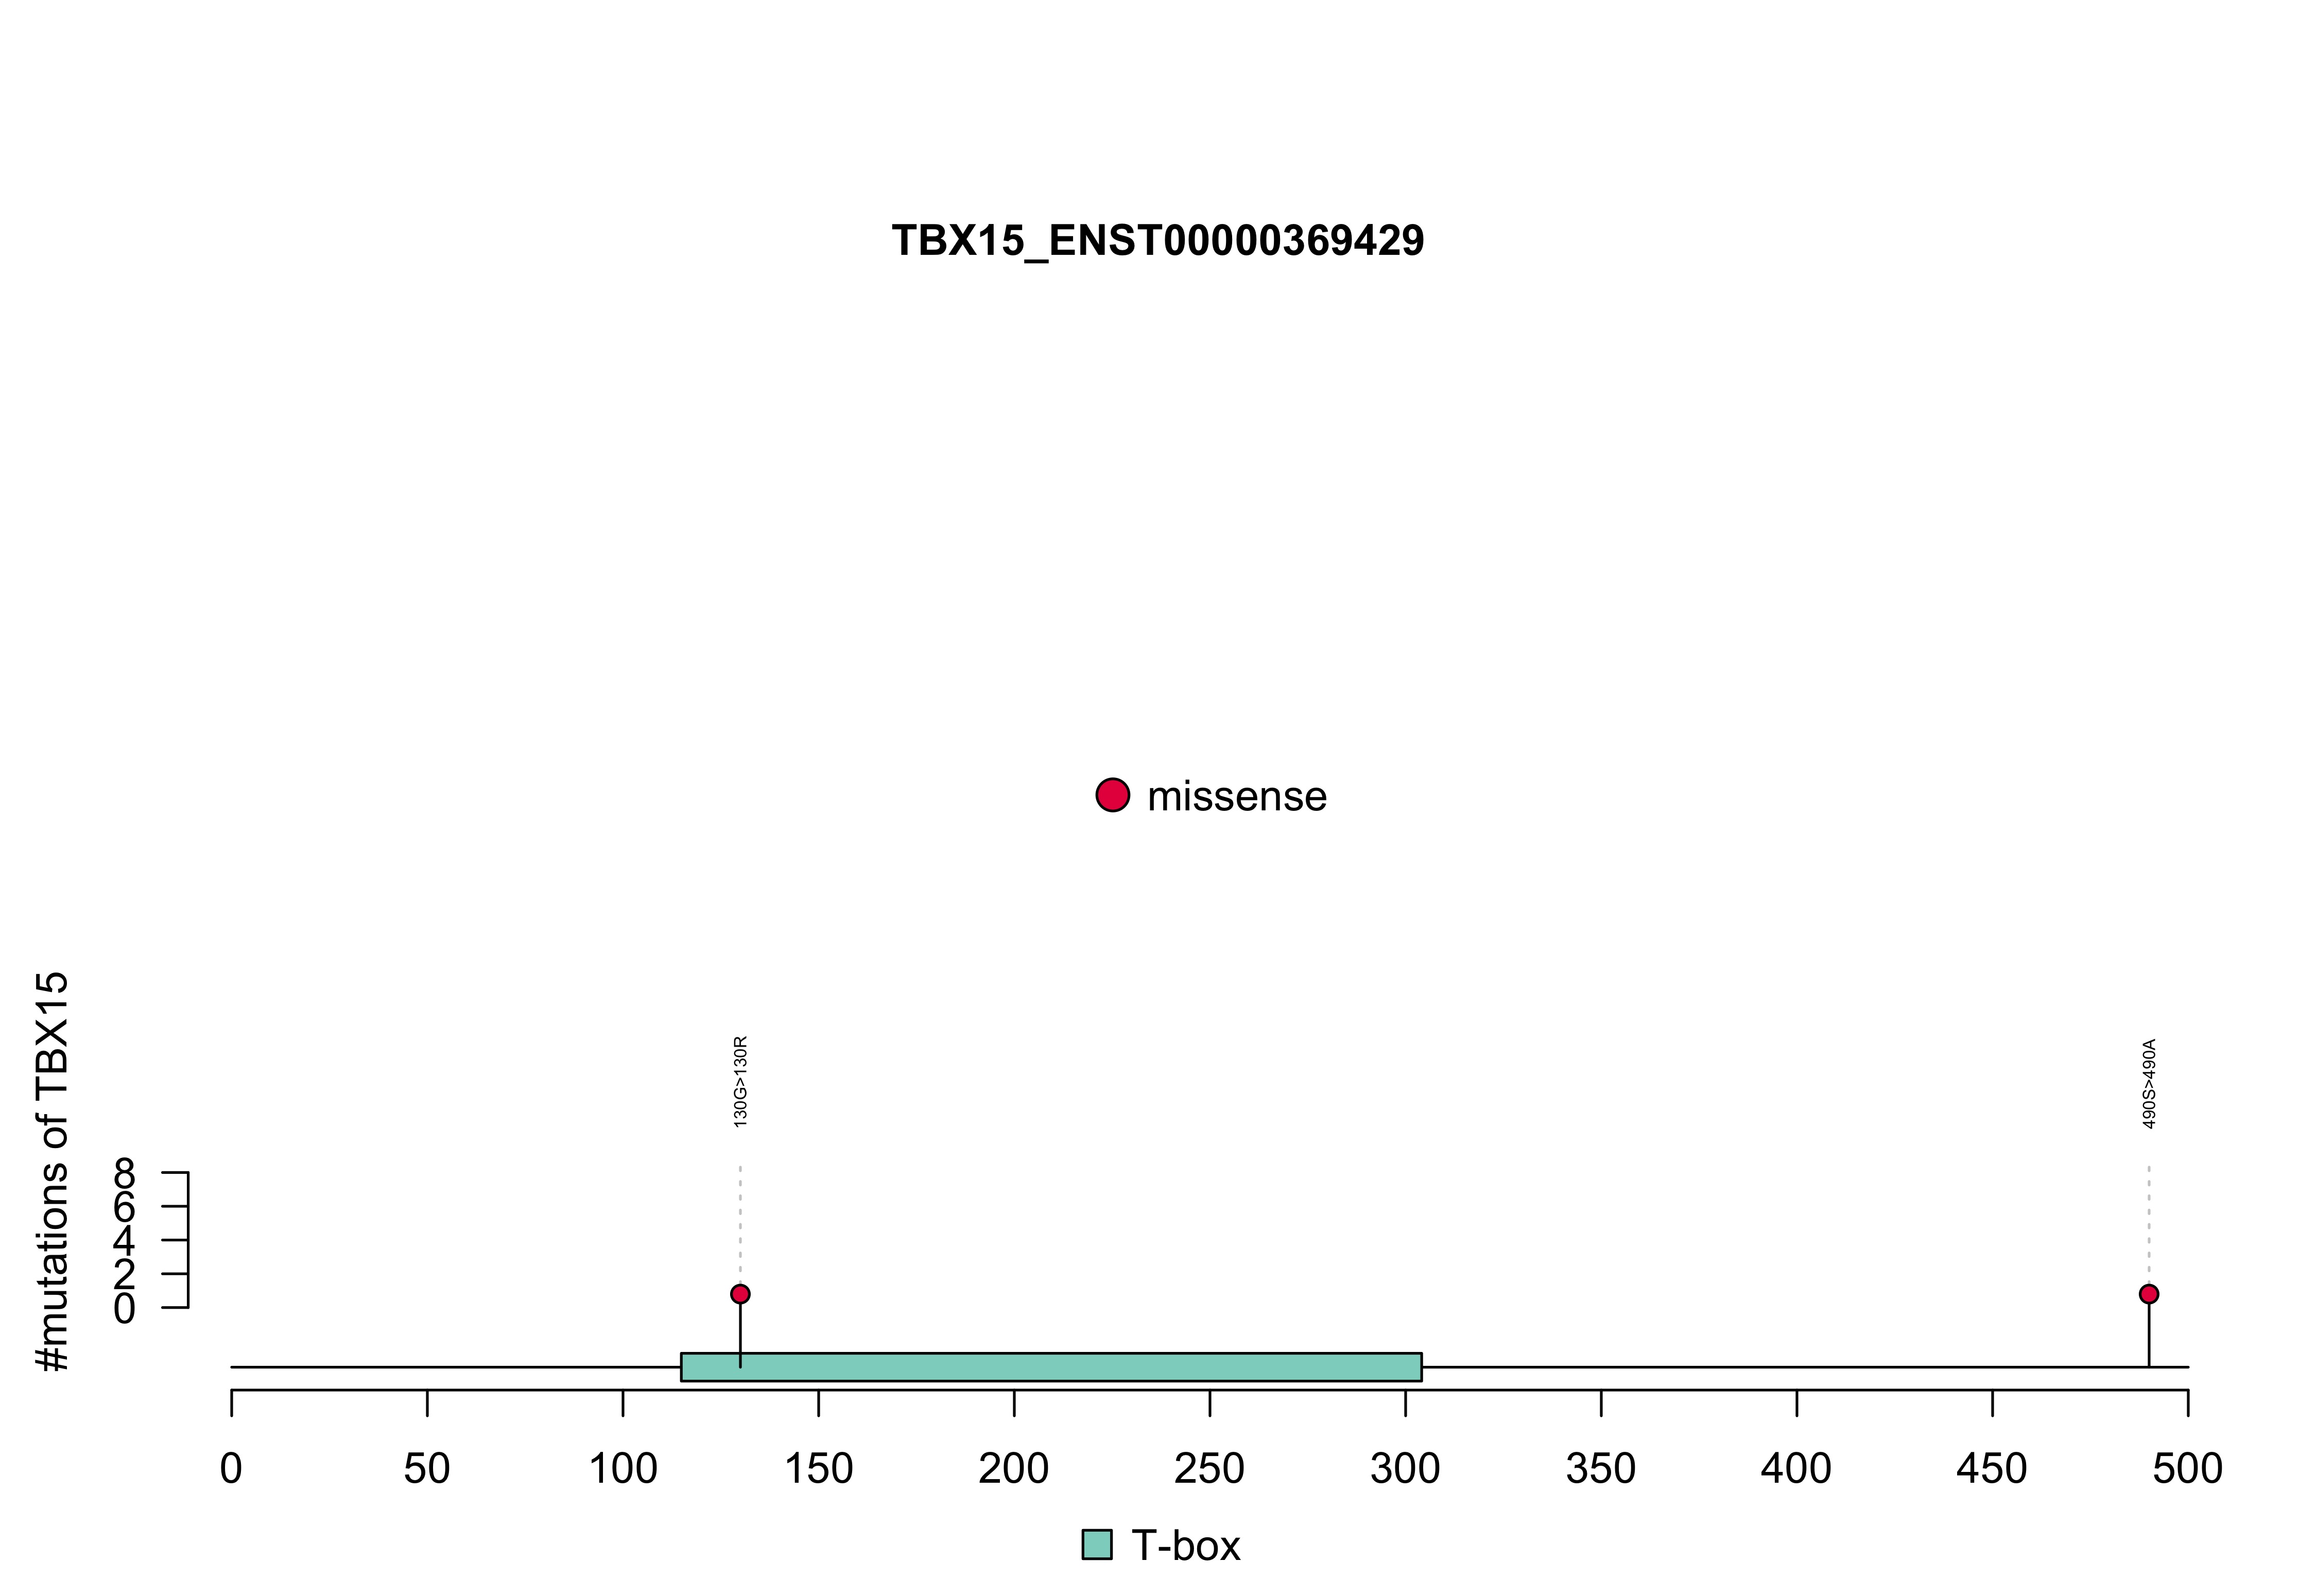 TBX15_ENST00000369429
missense
#mutations of TBX15
130G>130R
490S>490A
8
6
4
2
0
0 50 100 150 200 250 300 350 400 450 500
T-box